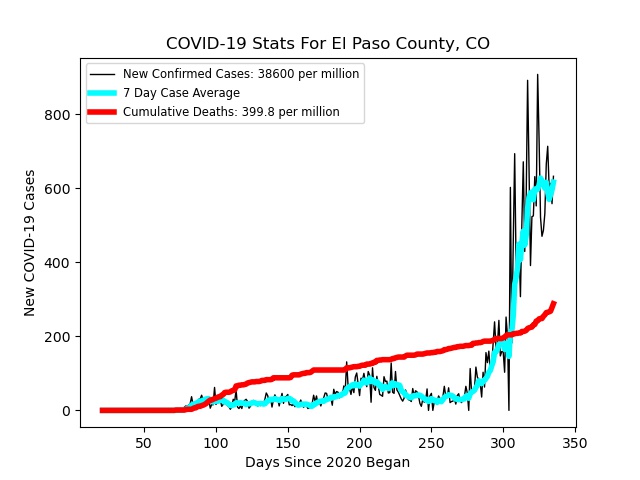 COVID-19 Stats For El Paso County, CO
New Confirmed Cases: 38600 per million
7 Day Case Average
Cumulative Deaths: 399.8 per million
New COVID-19 Cases
800
600
400
200
0
50 100 150 200 250 300 350
Days Since 2020 Began